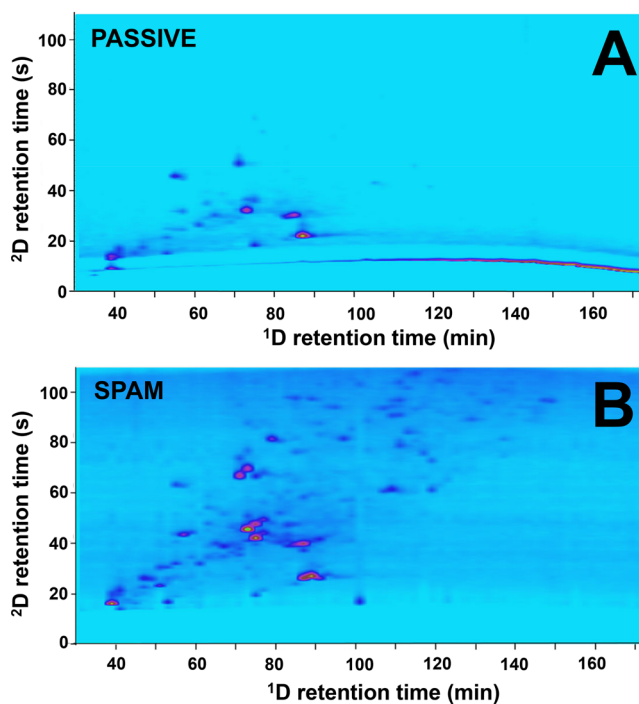 PASSIVE
A
100
80
60
40
20
0
²D retention time (s)
40 60 80 100 120 140 160
¹D retention time (min)
SPAM
B
100
80
60
40
20
0
²D retention time (s)
40 60 80 100 120 140 160
¹D retention time (min)